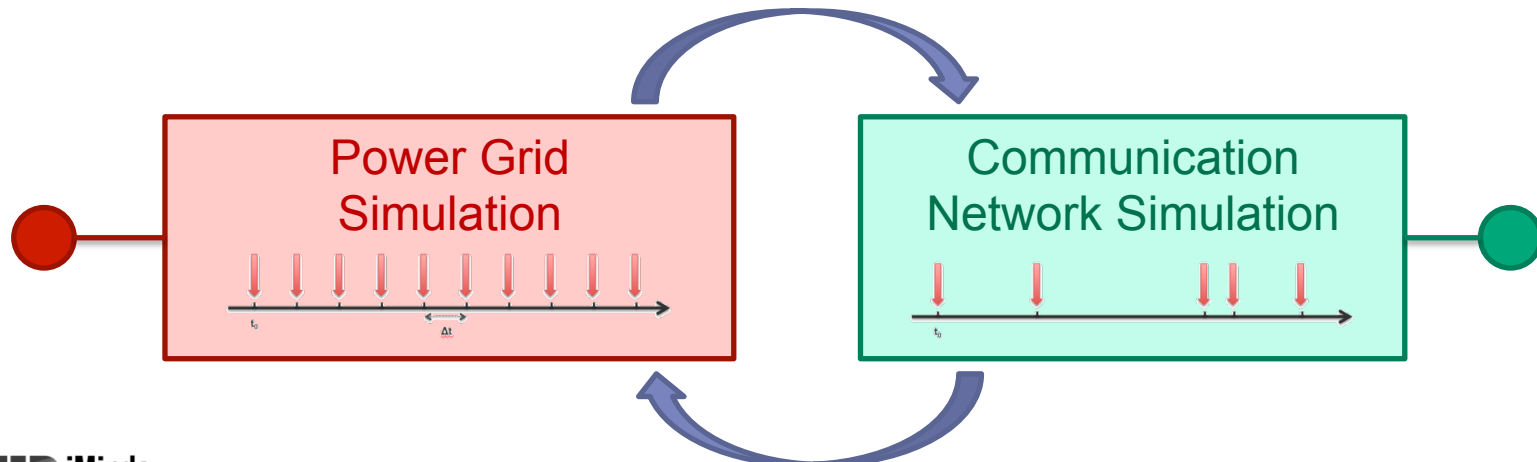 Power Grid
Simulation
t₀
Δt
Communication
Network Simulation
t₀